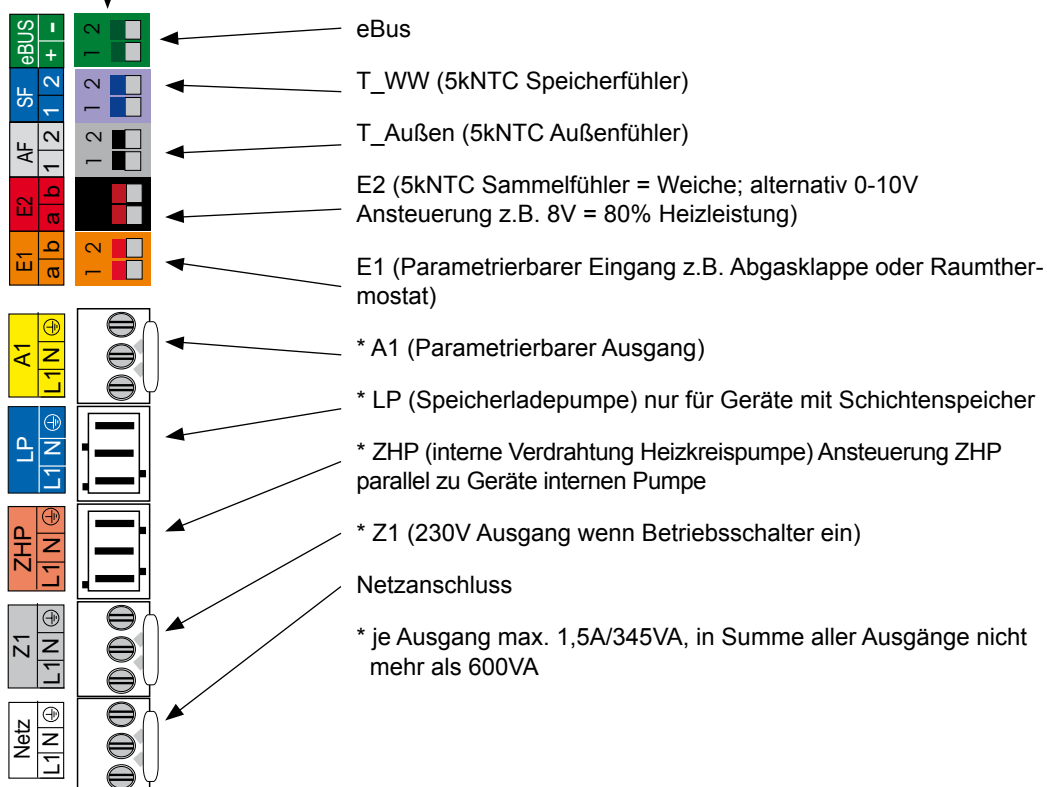 eBUS + - 1 2 eBus
SF 1 2 1 2 T_WW (5kNTC Speicherfühler)
AF 1 2 1 2 T_Außen (5kNTC Außenfühler)
E2 a b E2 (5kNTC Sammelfühler = Weiche; alternativ 0-10V
Ansteuerung z.B. 8V = 80% Heizleistung)
E1 a b 1 2 E1 (Parametrierbarer Eingang z.B. Abgasklappe oder Raumther-
mostat)
A1 L1 N * A1 (Parametrierbarer Ausgang)
LP L1 N * LP (Speicherladepumpe) nur für Geräte mit Schichtenspeicher
ZHP L1 N * ZHP (interne Verdrahtung Heizkreispumpe) Ansteuerung ZHP
parallel zu Geräte internen Pumpe
Z1 L1 N * Z1 (230V Ausgang wenn Betriebsschalter ein)
Netz L1 N Netzanschluss
* je Ausgang max. 1,5A/345VA, in Summe aller Ausgänge nicht
mehr als 600VA